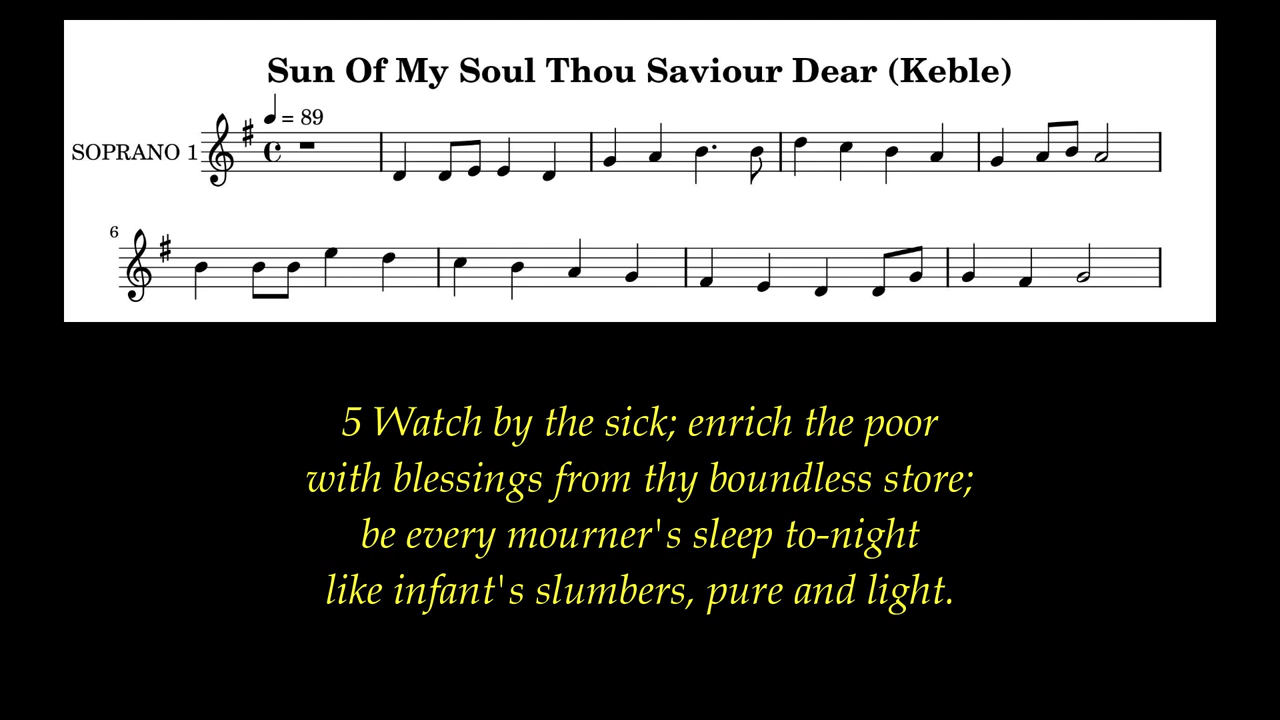 Sun Of My Soul Thou Saviour Dear (Keble)
= 89
SOPRANO 1
6
5 Watch by the sick; enrich the poor
with blessings from thy boundless store;
be every mourner's sleep to-night
like infant's slumbers, pure and light.